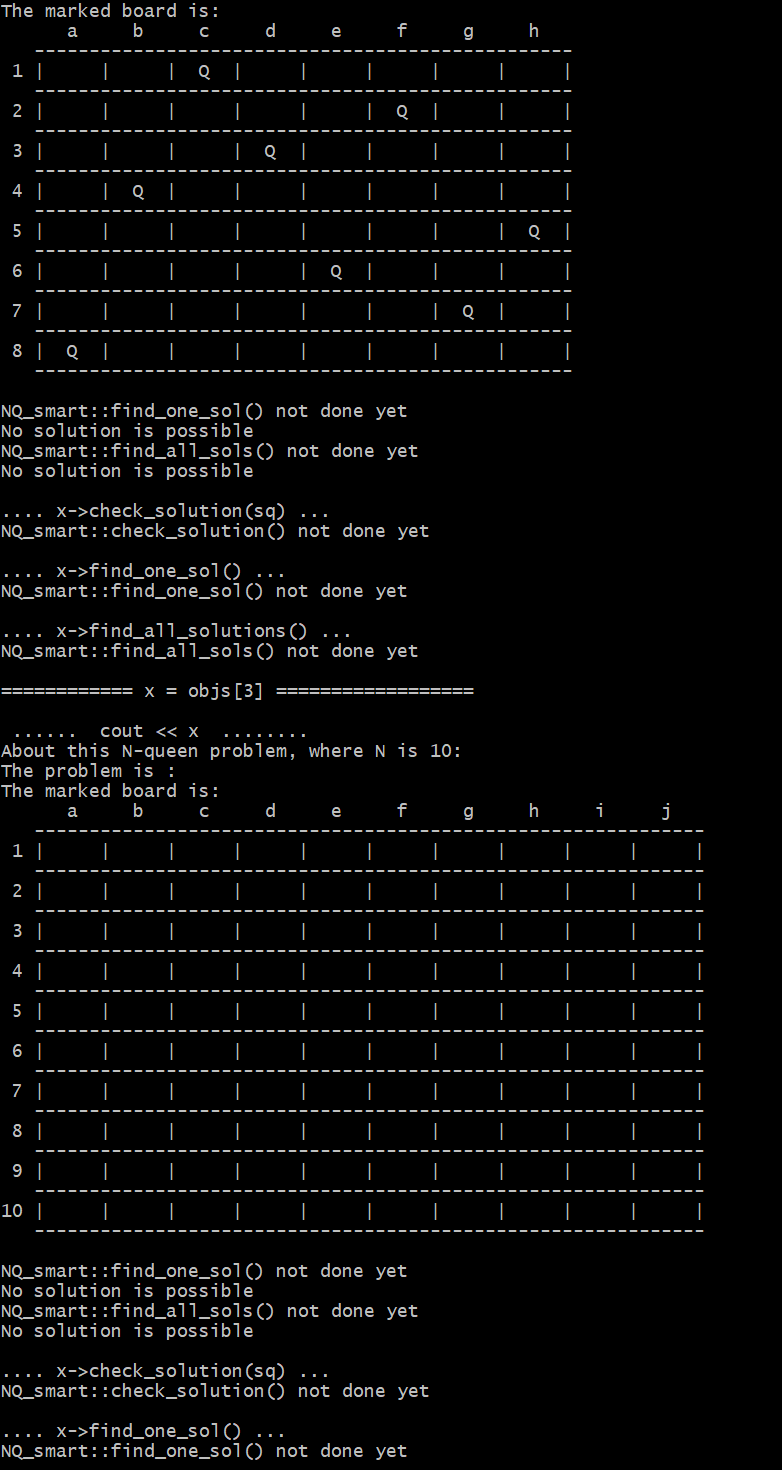 The marked board is:
      a     b     c     d     e     f     g     h
   -------------------------------------------------
 1 |     |     |  Q  |     |     |     |     |     |
   -------------------------------------------------
 2 |     |     |     |     |     |  Q  |     |     |
   -------------------------------------------------
 3 |     |     |     |  Q  |     |     |     |     |
   -------------------------------------------------
 4 |     |  Q  |     |     |     |     |     |     |
   -------------------------------------------------
 5 |     |     |     |     |     |     |     |  Q  |
   -------------------------------------------------
 6 |     |     |     |     |  Q  |     |     |     |
   -------------------------------------------------
 7 |     |     |     |     |     |     |  Q  |     |
   -------------------------------------------------
 8 |  Q  |     |     |     |     |     |     |     |
   -------------------------------------------------

NQ_smart::find_one_sol() not done yet
No solution is possible
NQ_smart::find_all_sols() not done yet
No solution is possible

.... x->check_solution(sq) ...
NQ_smart::check_solution() not done yet

.... x->find_one_sol() ...
NQ_smart::find_one_sol() not done yet

.... x->find_all_solutions() ...
NQ_smart::find_all_sols() not done yet

============ x = objs[3] ==================

 ......  cout << x  ........
About this N-queen problem, where N is 10:
The problem is :
The marked board is:
      a     b     c     d     e     f     g     h     i     j
   -------------------------------------------------------------
 1 |     |     |     |     |     |     |     |     |     |     |
   -------------------------------------------------------------
 2 |     |     |     |     |     |     |     |     |     |     |
   -------------------------------------------------------------
 3 |     |     |     |     |     |     |     |     |     |     |
   -------------------------------------------------------------
 4 |     |     |     |     |     |     |     |     |     |     |
   -------------------------------------------------------------
 5 |     |     |     |     |     |     |     |     |     |     |
   -------------------------------------------------------------
 6 |     |     |     |     |     |     |     |     |     |     |
   -------------------------------------------------------------
 7 |     |     |     |     |     |     |     |     |     |     |
   -------------------------------------------------------------
 8 |     |     |     |     |     |     |     |     |     |     |
   -------------------------------------------------------------
 9 |     |     |     |     |     |     |     |     |     |     |
   -------------------------------------------------------------
10 |     |     |     |     |     |     |     |     |     |     |
   -------------------------------------------------------------

NQ_smart::find_one_sol() not done yet
No solution is possible
NQ_smart::find_all_sols() not done yet
No solution is possible

.... x->check_solution(sq) ...
NQ_smart::check_solution() not done yet

.... x->find_one_sol() ...
NQ_smart::find_one_sol() not done yet